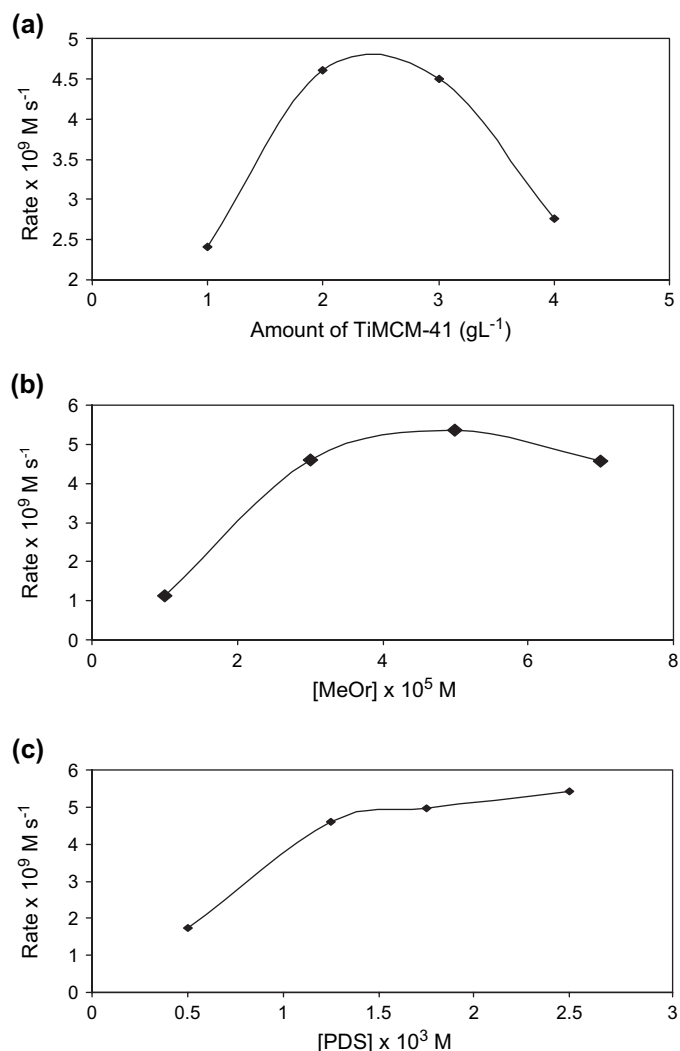 (a)
5
4.5
4
3.5
3
2.5
2
Rate x 10⁹ M s⁻¹
0 1 2 3 4 5
Amount of TiMCM-41 (gL⁻¹)
(b)
6
5
4
3
2
1
0
Rate x 10⁹ M s⁻¹
0 2 4 6 8
[MeOr] x 10⁵ M
(c)
6
5
4
3
2
1
0
Rate x 10⁹ M s⁻¹
0 0.5 1 1.5 2 2.5 3
[PDS] x 10³ M